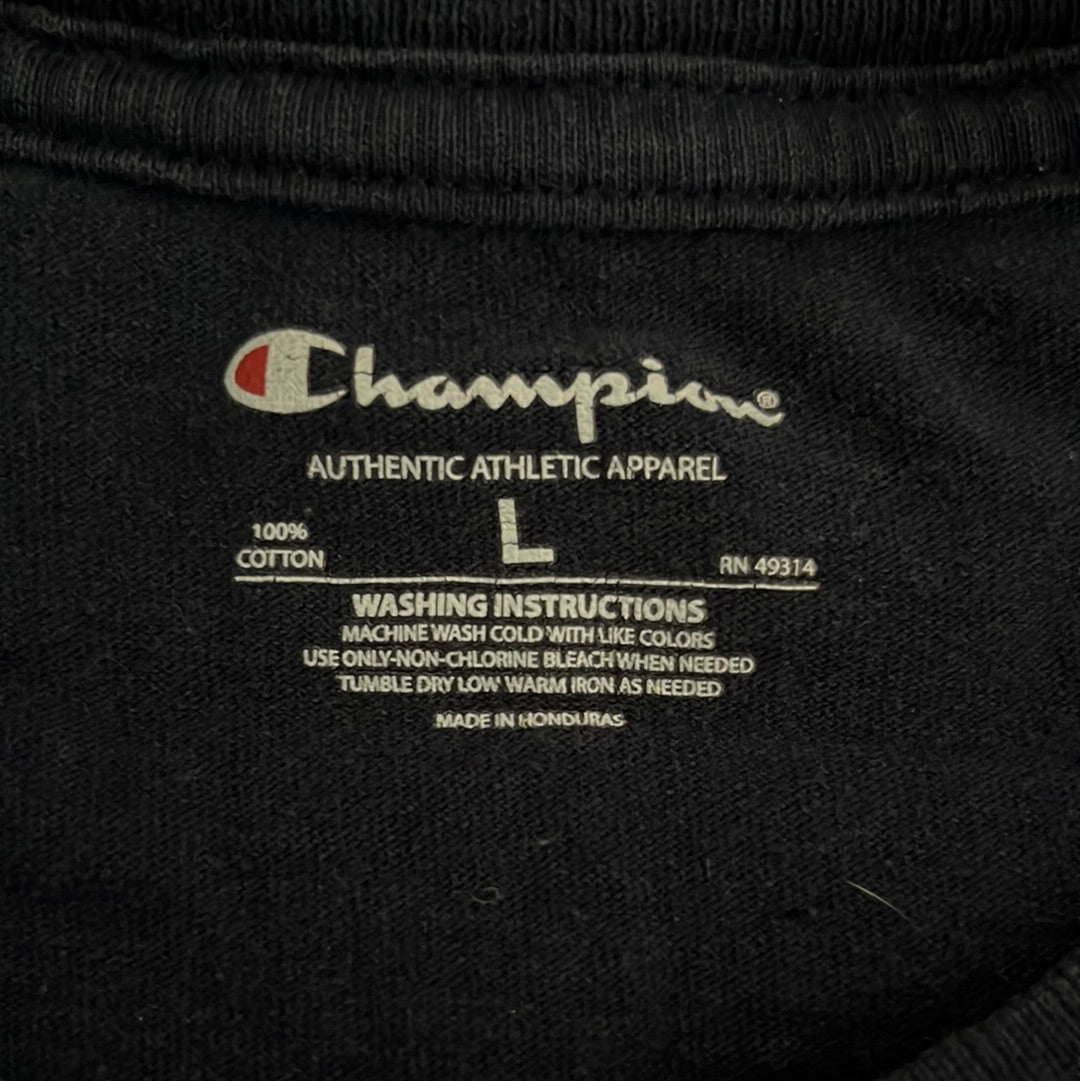 Champion®
AUTHENTIC ATHLETIC APPAREL
L
100%
COTTON
RN 49314
WASHING INSTRUCTIONS
MACHINE WASH COLD WITH LIKE COLORS
USE ONLY-NON-CHLORINE BLEACH WHEN NEEDED
TUMBLE DRY LOW WARM IRON AS NEEDED
MADE IN HONDURAS